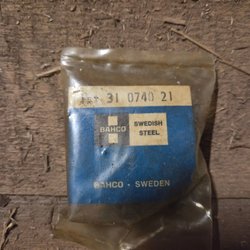 31 0740 21
BAHCO
SWEDISH
STEEL
BAHCO - SWEDEN